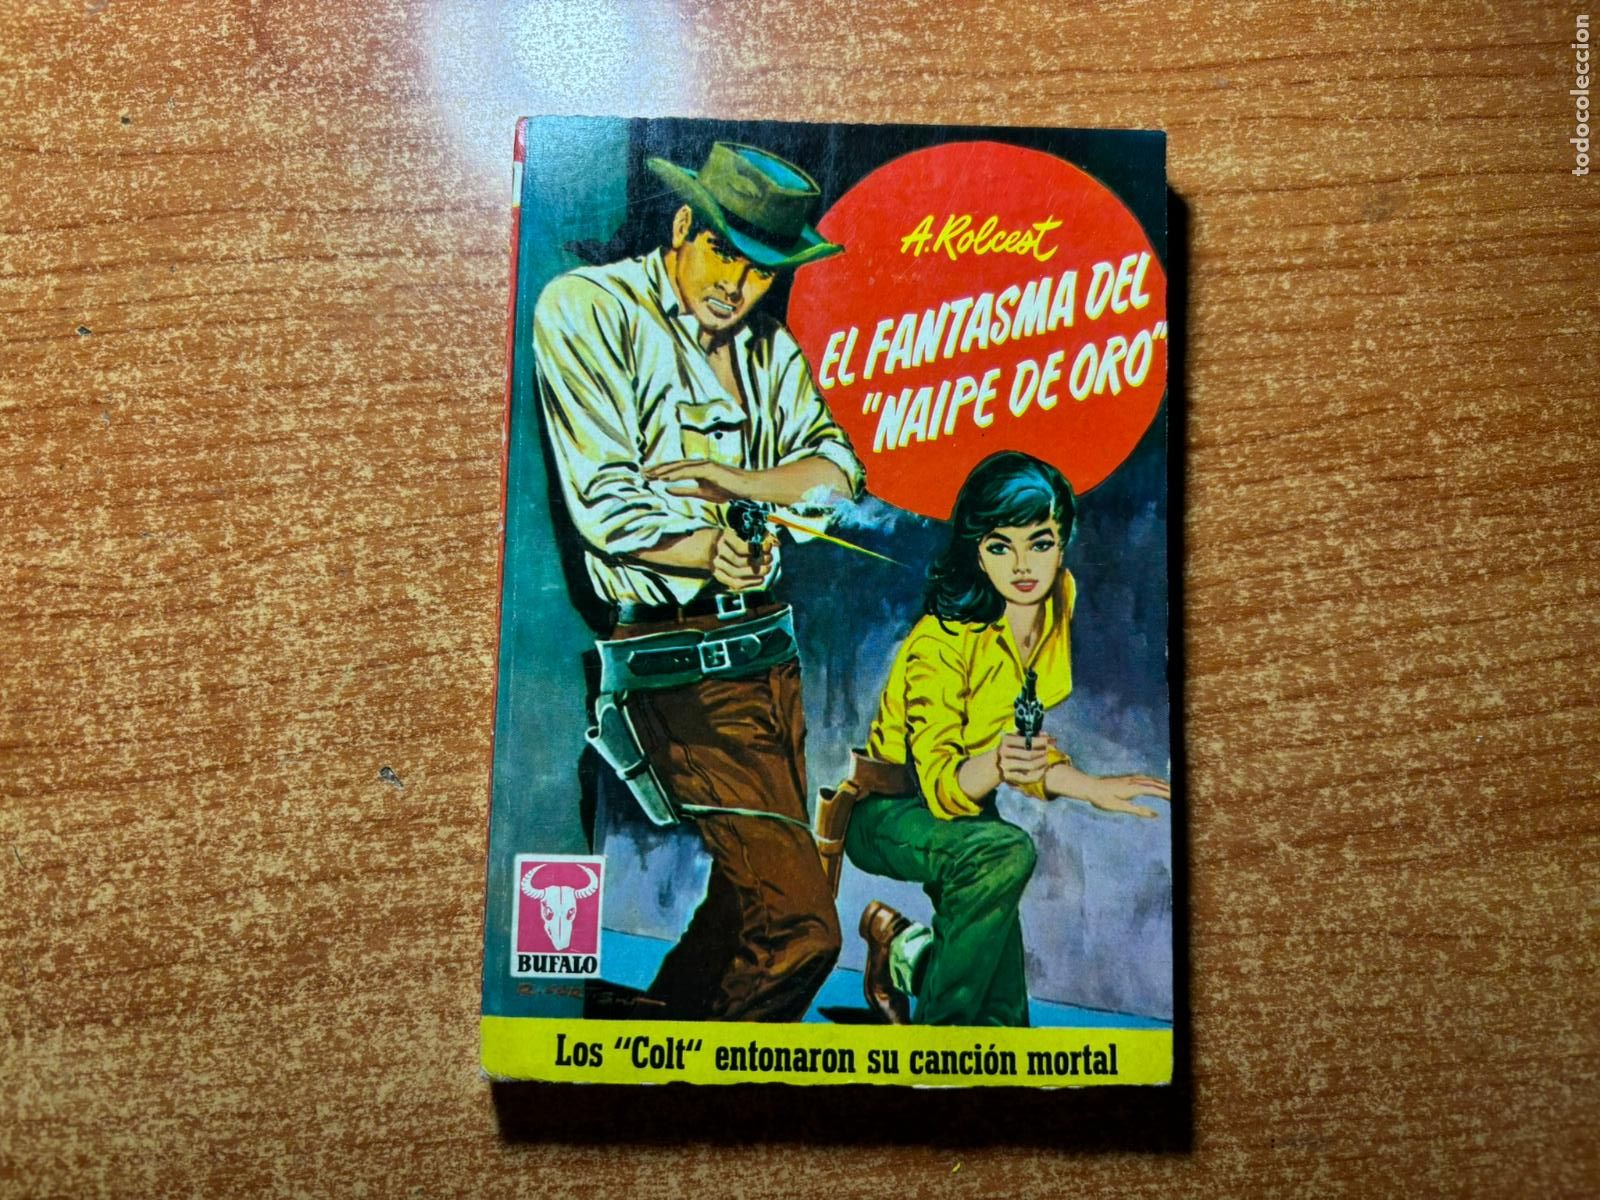 A. Rolcest
EL FANTASMA DEL
"NAIPE DE ORO"
BUFALO
Los "Colt" entonaron su canción mortal
todocoleccion